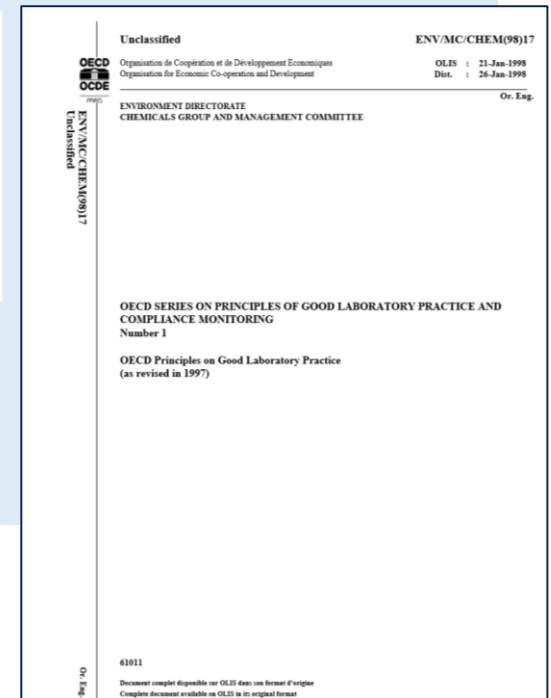 Unclassified
ENV/MC/CHEM(98)17
OECD
OCDE
PARIS
Organisation de Coopération et de Développement Economiques
Organisation for Economic Co-operation and Development
OLIS : 21-Jan-1998
Dist. : 26-Jan-1998
Or. Eng.
ENVIRONMENT DIRECTORATE
CHEMICALS GROUP AND MANAGEMENT COMMITTEE
ENV/MC/CHEM(98)17
Unclassified
OECD SERIES ON PRINCIPLES OF GOOD LABORATORY PRACTICE AND
COMPLIANCE MONITORING
Number 1
OECD Principles on Good Laboratory Practice
(as revised in 1997)
61011
Or. Eng.
Document complet disponible sur OLIS dans son format d'origine
Complete document available on OLIS in its original format